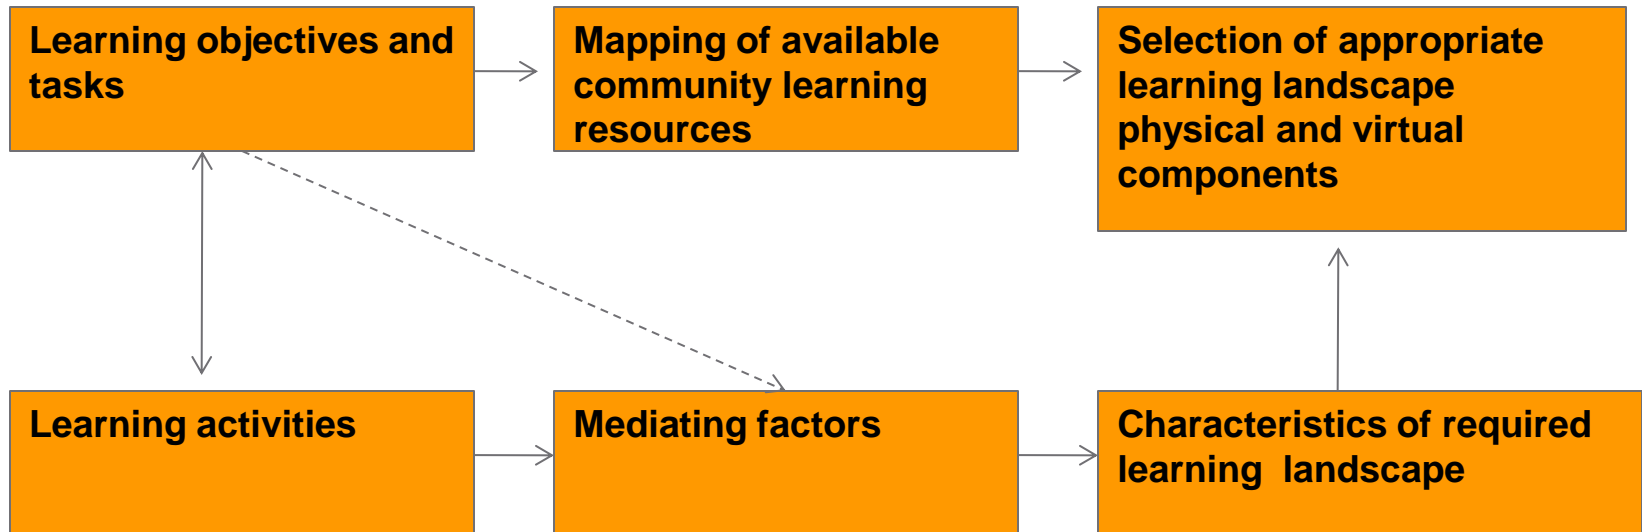 Learning objectives and
tasks
Mapping of available
community learning
resources
Selection of appropriate
learning landscape
physical and virtual
components
Learning activities
Mediating factors
Characteristics of required
learning  landscape